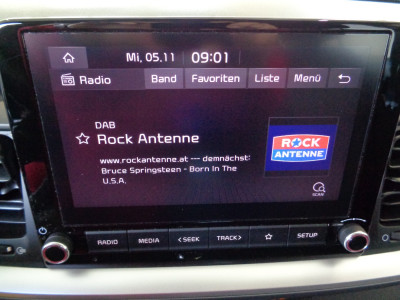 Mi, 05.11 09:01
Radio Band Favoriten Liste Menü
DAB
Rock Antenne
www.rockantenne.at --- demnächst:
Bruce Springsteen - Born In The
U.S.A.
ROCK
ANTENNE
SCAN
RADIO MEDIA <SEEK TRACK> SETUP